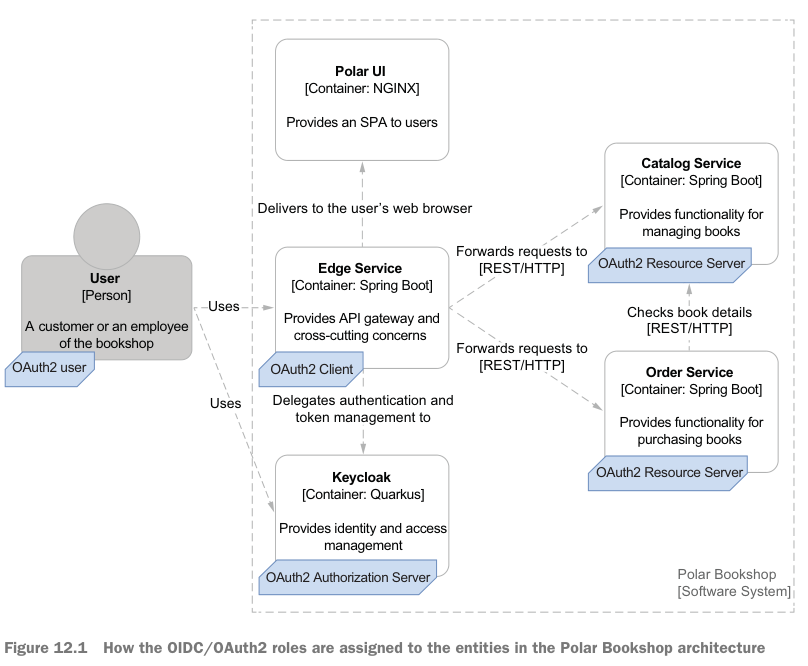 Polar UI
[Container: NGINX]
Provides an SPA to users
Delivers to the user’s web browser
User
[Person]
A customer or an employee
of the bookshop
OAuth2 user
Uses
Uses
Edge Service
[Container: Spring Boot]
Provides API gateway and
cross-cutting concerns
OAuth2 Client
Delegates authentication and
token management to
Keycloak
[Container: Quarkus]
Provides identity and access
management
OAuth2 Authorization Server
Forwards requests to
[REST/HTTP]
Forwards requests to
[REST/HTTP]
Catalog Service
[Container: Spring Boot]
Provides functionality for
managing books
OAuth2 Resource Server
Checks book details
[REST/HTTP]
Order Service
[Container: Spring Boot]
Provides functionality for
purchasing books
OAuth2 Resource Server
Polar Bookshop
[Software System]
Figure 12.1 How the OIDC/OAuth2 roles are assigned to the entities in the Polar Bookshop architecture